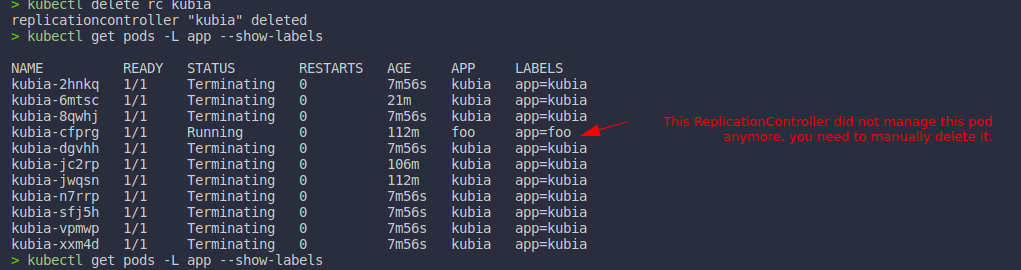 > kubectl delete rc kubia
replicationcontroller "kubia" deleted
> kubectl get pods -L app --show-labels
NAME READY STATUS RESTARTS AGE APP LABELS
kubia-2hnkq 1/1 Terminating 0 7m56s kubia app=kubia
kubia-6mtsc 1/1 Terminating 0 21m kubia app=kubia
kubia-8qwhj 1/1 Terminating 0 7m56s kubia app=kubia
kubia-cfprg 1/1 Running 0 112m foo app=foo
This ReplicationController did not manage this pod
anymore, you need to manually delete it.
kubia-dgvhh 1/1 Terminating 0 7m56s kubia app=kubia
kubia-jc2rp 1/1 Terminating 0 106m kubia app=kubia
kubia-jwqsn 1/1 Terminating 0 112m kubia app=kubia
kubia-n7rrp 1/1 Terminating 0 7m56s kubia app=kubia
kubia-sfj5h 1/1 Terminating 0 7m56s kubia app=kubia
kubia-vpmwp 1/1 Terminating 0 7m56s kubia app=kubia
kubia-xxm4d 1/1 Terminating 0 7m56s kubia app=kubia
> kubectl get pods -L app --show-labels